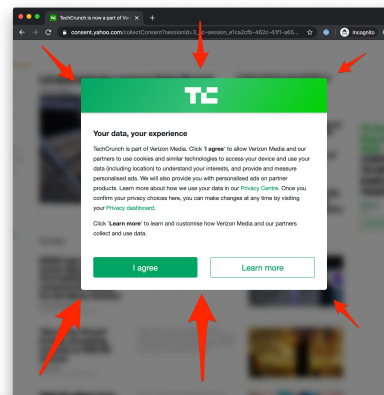 TechCrunch is now a part of Ver
consent.yahoo.com/collectConsent?sessionId=3_cc-session_e1ca2cfb-462c-41f1-a65...
Incognito
TC
Your data, your experience
TechCrunch is part of Verizon Media. Click 'I agree' to allow Verizon Media and our
partners to use cookies and similar technologies to access your device and use your
data (including location) to understand your interests, and provide and measure
personalised ads. We will also provide you with personalised ads on partner
products. Learn more about how we use your data in our Privacy Centre. Once you
confirm your privacy choices here, you can make changes at any time by visiting
your Privacy dashboard.
Click 'Learn more' to learn and customise how Verizon Media and our partners
collect and use data.
I agree
Learn more